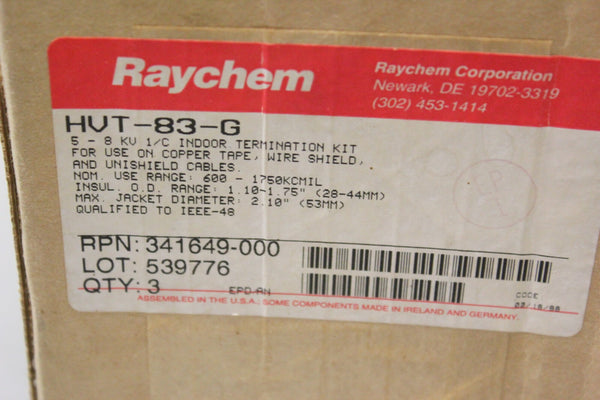 Raychem
Raychem Corporation
Newark, DE 19702-3319
(302) 453-1414
HVT-83-G
5 - 8 KV 1/C INDOOR TERMINATION KIT
FOR USE ON COPPER TAPE, WIRE SHIELD,
AND UNISHIELD CABLES.
NOM. USE RANGE: 600 - 1750KCMIL
INSUL. O.D. RANGE: 1.10-1.75" (28-44MM)
MAX. JACKET DIAMETER: 2.10" (53MM)
QUALIFIED TO IEEE-48
RPN: 341649-000
LOT: 539776
QTY: 3
EPD-AN
CODE
ASSEMBLED IN THE U.S.A.; SOME COMPONENTS MADE IN IRELAND AND GERMANY.